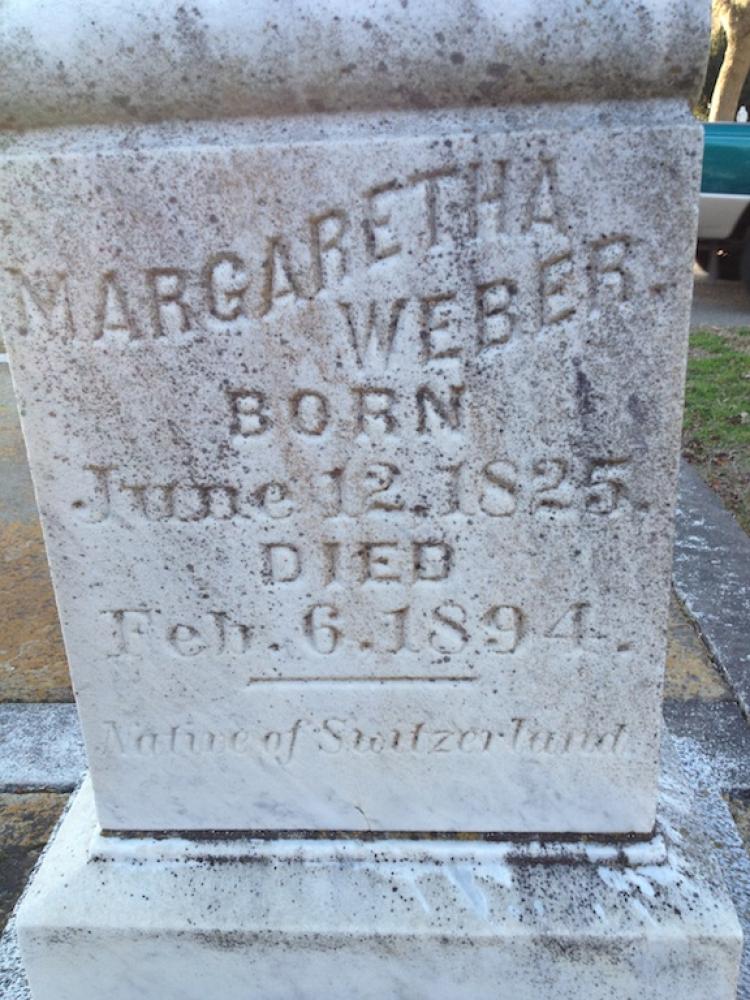 MARGARETHA
WEBER.
BORN
June 12, 1825.
DIED
Feb. 6. 1894.
Native of Switzerland.